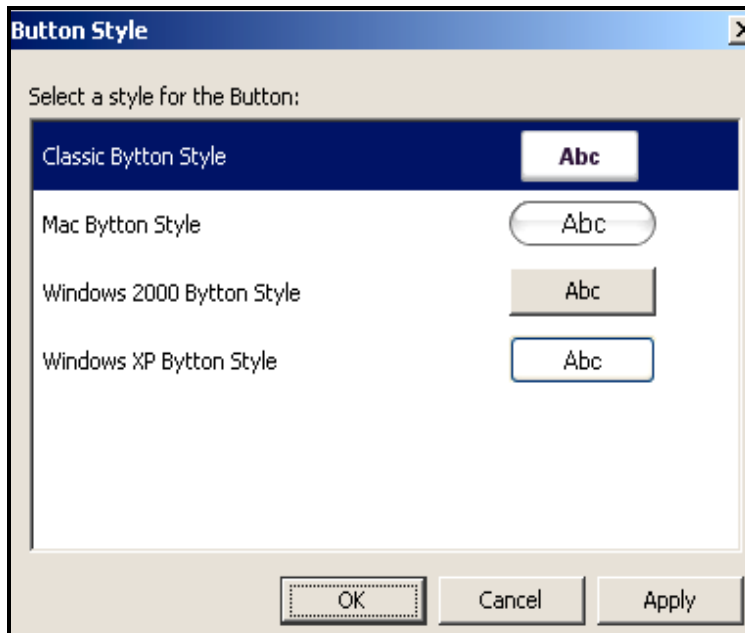 Button Style
Select a style for the Button:
Classic Bytton Style Abc
Mac Bytton Style Abc
Windows 2000 Bytton Style Abc
Windows XP Bytton Style Abc
OK Cancel Apply